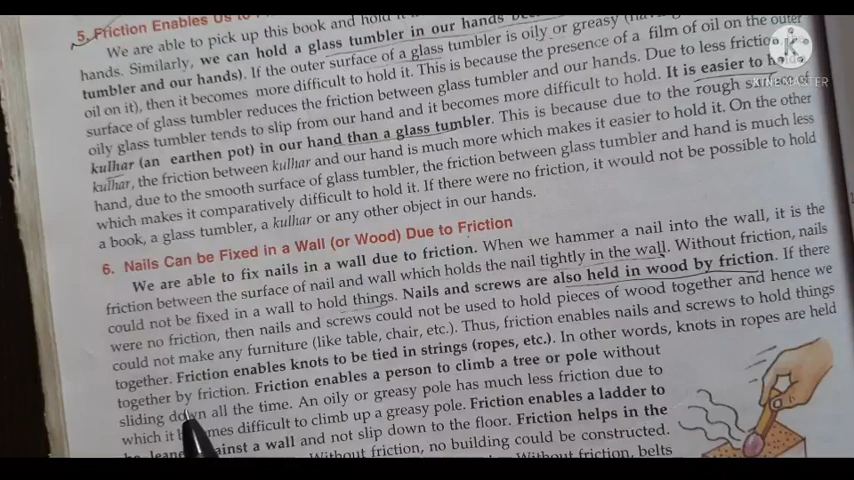 5. Friction Enables Us to
We are able to pick up this book and hold it
hands. Similarly, we can hold a glass tumbler in our hands
tumbler and our hands). If the outer surface of a glass tumbler is oily or greasy
oil on it), then it becomes more difficult to hold it. This is because the presence of a film of oil on the outer
surface of glass tumbler reduces the friction between glass tumbler and our hands. Due to less friction,
oily glass tumbler tends to slip from our hand and it becomes more difficult to hold. It is easier to hold
kulhar (an earthen pot) in our hand than a glass tumbler. This is because due to the rough surface of
kulhar, the friction between kulhar and our hand is much more which makes it easier to hold it. On the other
hand, due to the smooth surface of glass tumbler, the friction between glass tumbler and hand is much less
which makes it comparatively difficult to hold it. If there were no friction, it would not be possible to hold
a book, a glass tumbler, a kulhar or any other object in our hands.
6. Nails Can be Fixed in a Wall (or Wood) Due to Friction
We are able to fix nails in a wall due to friction. When we hammer a nail into the wall, it is the
friction between the surface of nail and wall which holds the nail tightly in the wall. Without friction, nails
could not be fixed in a wall to hold things. Nails and screws are also held in wood by friction. If there
were no friction, then nails and screws could not be used to hold pieces of wood together and hence we
could not make any furniture (like table, chair, etc.). Thus, friction enables nails and screws to hold things
together. Friction enables knots to be tied in strings (ropes, etc.). In other words, knots in ropes are held
together by friction. Friction enables a person to climb a tree or pole without
sliding down all the time. An oily or greasy pole has much less friction due to
which it becomes difficult to climb up a greasy pole. Friction enables a ladder to
be leaned against a wall and not slip down to the floor. Friction helps in the
Without friction, no building could be constructed.
Without friction, belts
K
KINEMASTER